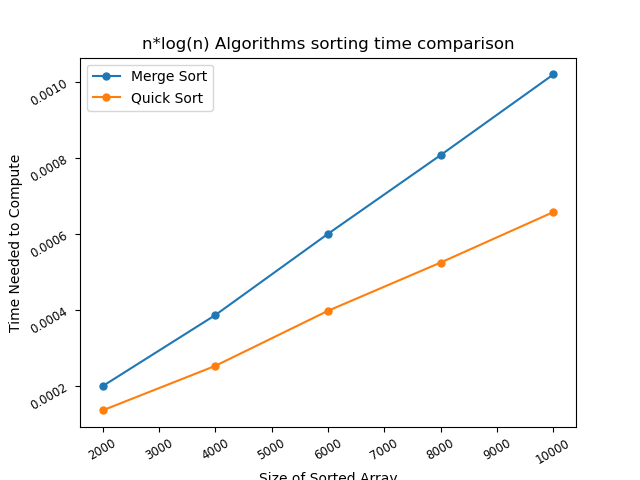 n*log(n) Algorithms sorting time comparison
Merge Sort
Quick Sort
Time Needed to Compute
0.0010
0.0008
0.0006
0.0004
0.0002
2000 3000 4000 5000 6000 7000 8000 9000 10000
Size of Sorted Array